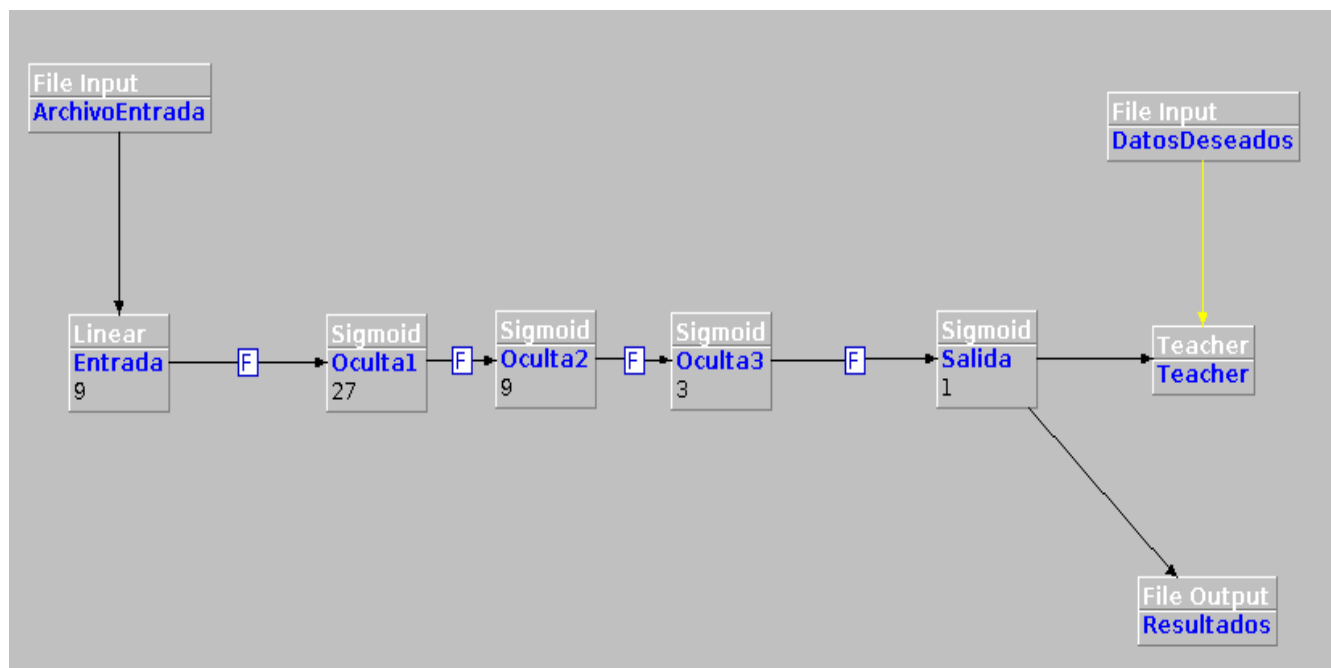 File Input
ArchivoEntrada
File Input
DatosDeseados
Linear
Entrada
9
F
Sigmoid
Oculta1
27
F
Sigmoid
Oculta2
9
F
Sigmoid
Oculta3
3
F
Sigmoid
Salida
1
Teacher
Teacher
File Output
Resultados